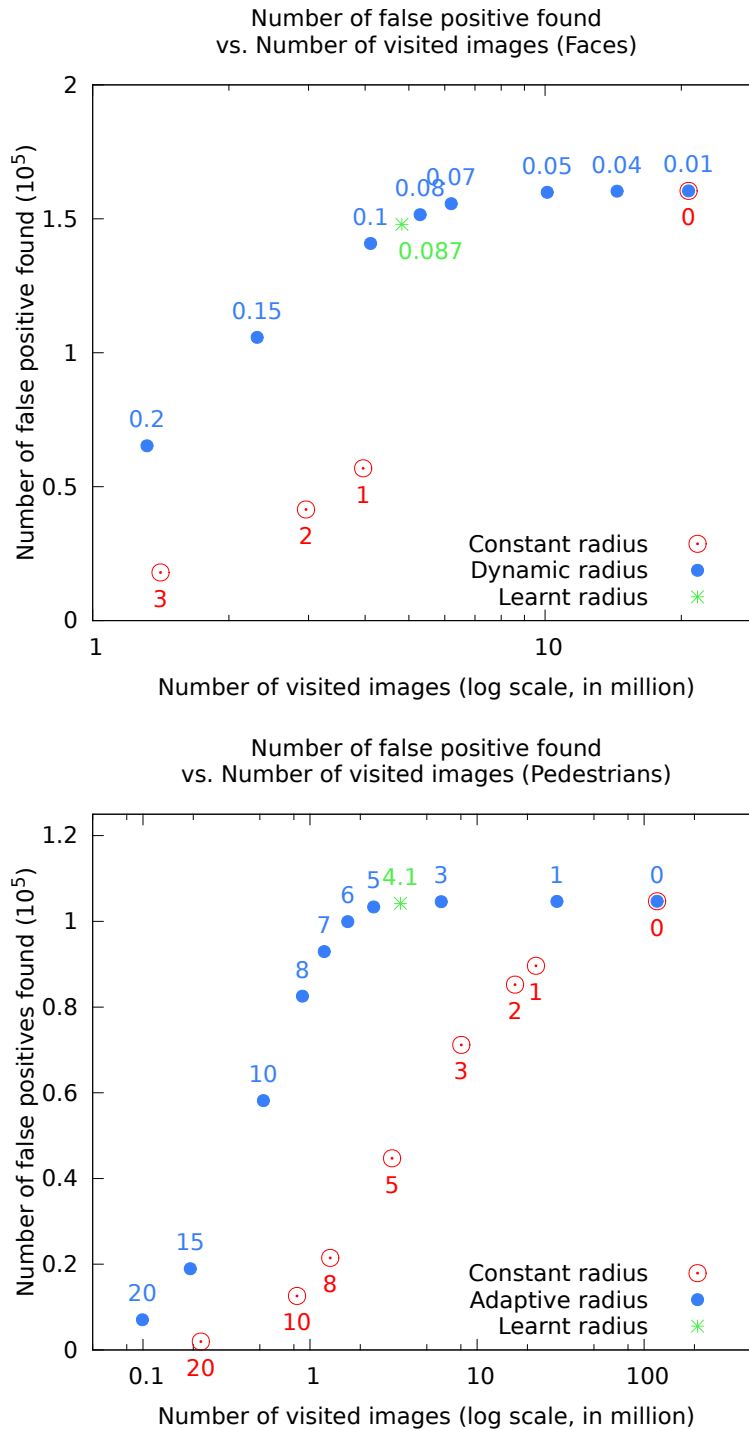 Number of false positive found
vs. Number of visited images (Faces)
2
0.05 0.04 0.01
0.07
0.08
0.1
0
0.087
1.5
0.15
1
0.2
1
0.5
2
3
Constant radius
Dynamic radius
Learnt radius
0
1 10
Number of false positive found (10⁵)
Number of visited images (log scale, in million)
Number of false positive found
vs. Number of visited images (Pedestrians)
1.2
5 4.1 3 1 0
6
7
0
1
8
1
2
0.8
3
10
0.6
5
0.4
15
8
0.2
20
10
20
Constant radius
Adaptive radius
Learnt radius
0
0.1 1 10 100
Number of false positives found (10⁵)
Number of visited images (log scale, in million)